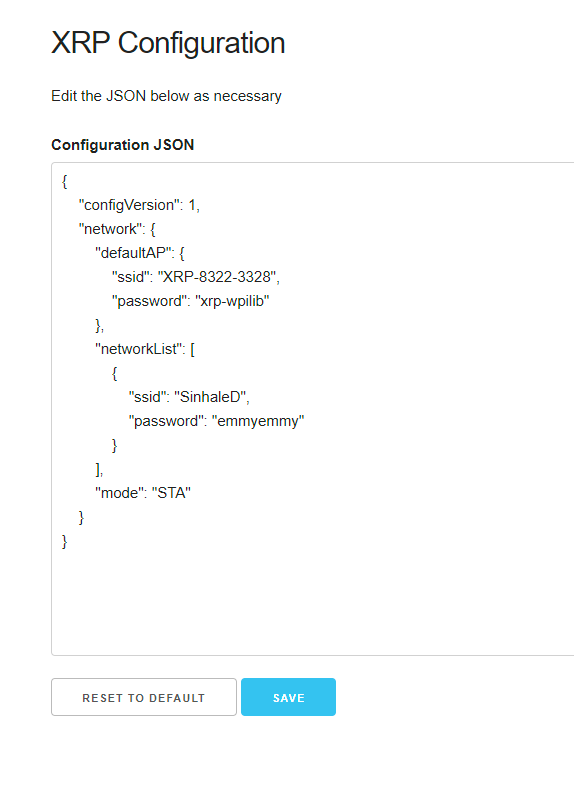 XRP Configuration
Edit the JSON below as necessary
Configuration JSON
{
"configVersion": 1,
"network": {
"defaultAP": {
"ssid": "XRP-8322-3328",
"password": "xrp-wpilib"
},
"networkList": [
{
"ssid": "SinhaleD",
"password": "emmyemmy"
}
],
"mode": "STA"
}
}
RESET TO DEFAULT
SAVE